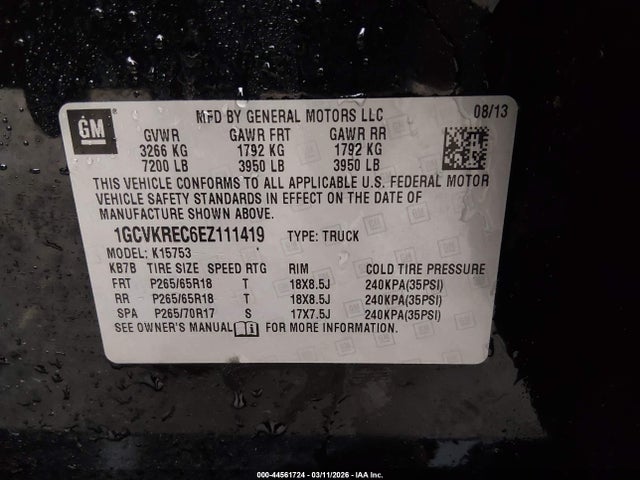 GM
MFD BY GENERAL MOTORS LLC 08/13
GVWR GAWR FRT GAWR RR
3266 KG 1792 KG 1792 KG
7200 LB 3950 LB 3950 LB
THIS VEHICLE CONFORMS TO ALL APPLICABLE U.S. FEDERAL MOTOR
VEHICLE SAFETY STANDARDS IN EFFECT ON THE DATE OF
MANUFACTURE SHOWN ABOVE.
1GCVKREC6EZ111419 TYPE: TRUCK
MODEL: K15753
KB7B TIRE SIZE SPEED RTG RIM COLD TIRE PRESSURE
FRT P265/65R18 T 18X8.5J 240KPA(35PSI)
RR P265/65R18 T 18X8.5J 240KPA(35PSI)
SPA P265/70R17 S 17X7.5J 240KPA(35PSI)
SEE OWNER'S MANUAL FOR MORE INFORMATION.
000-44561724 - 03/11/2026 - IAA Inc.